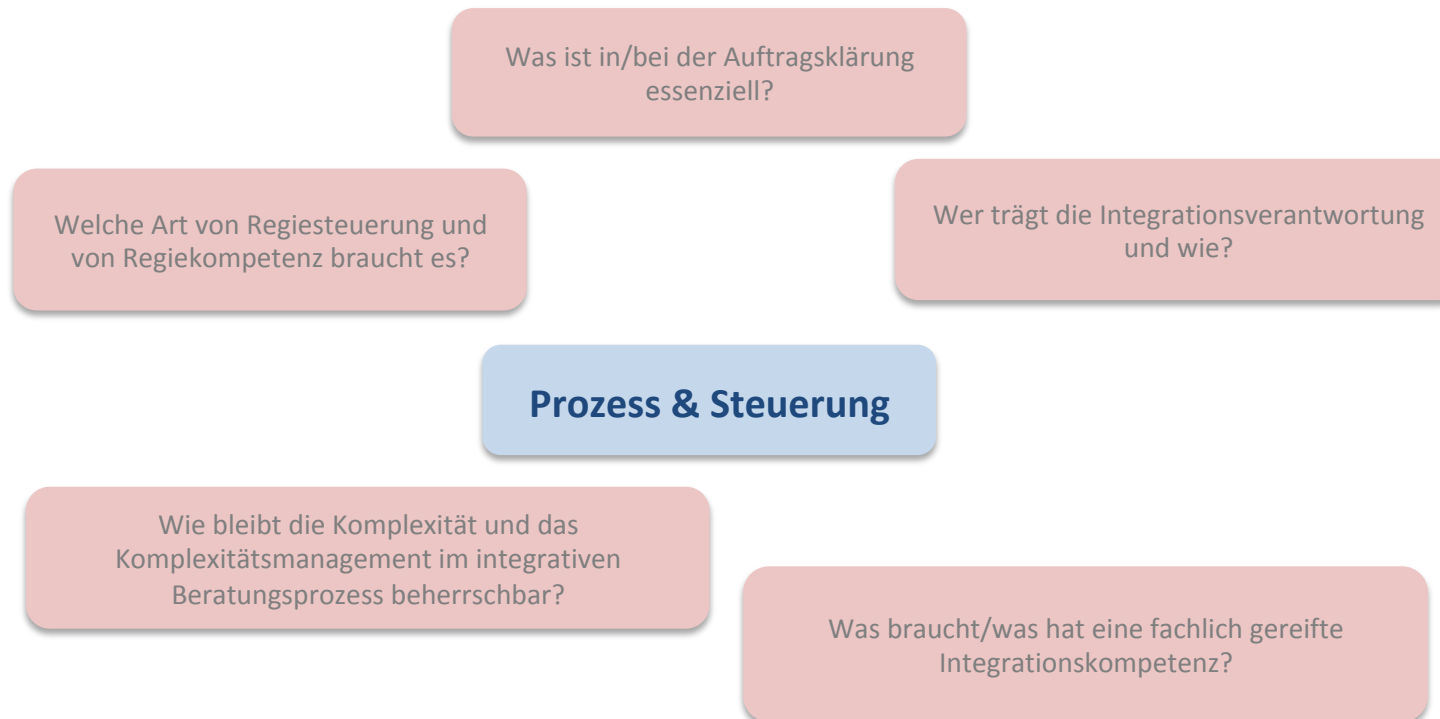 Was ist in/bei der Auftragsklärung
essenziell?
Welche Art von Regiesteuerung und
von Regiekompetenz braucht es?
Wer trägt die Integrationsverantwortung
und wie?
Prozess & Steuerung
Wie bleibt die Komplexität und das
Komplexitätsmanagement im integrativen
Beratungsprozess beherrschbar?
Was braucht/was hat eine fachlich gereifte
Integrationskompetenz?